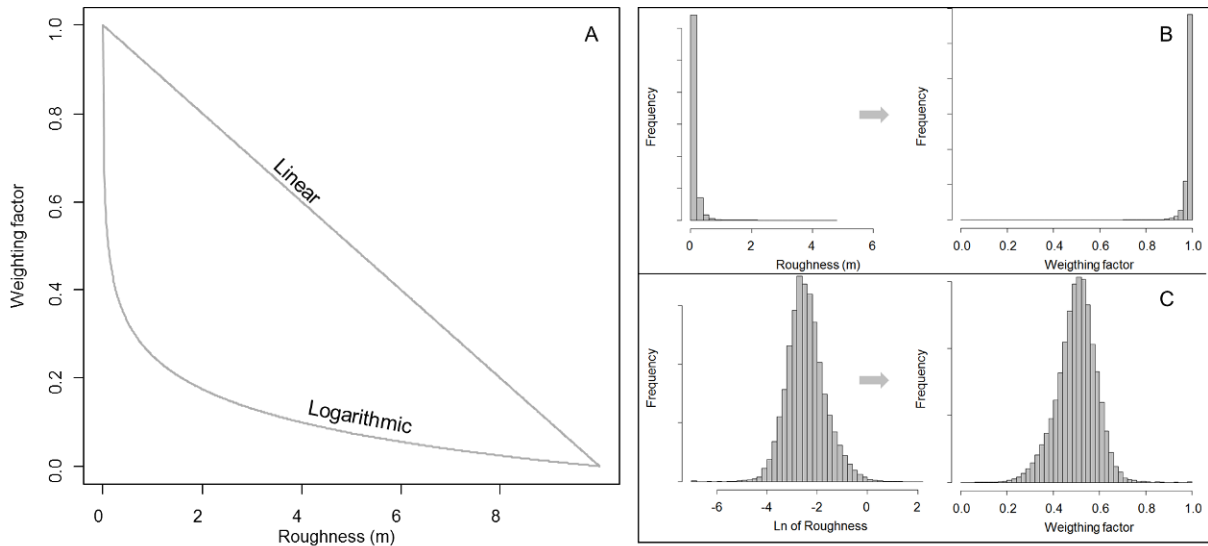 A
Weighting factor
0.0
0.2
0.4
0.6
0.8
1.0
Linear
Logarithmic
0 2 4 6 8
Roughness (m)
B
Frequency
0 2 4 6
Roughness (m)
Frequency
0.0 0.2 0.4 0.6 0.8 1.0
Weigthing factor
C
Frequency
-6 -4 -2 0 2
Ln of Roughness
Frequency
0.0 0.2 0.4 0.6 0.8 1.0
Weigthing factor